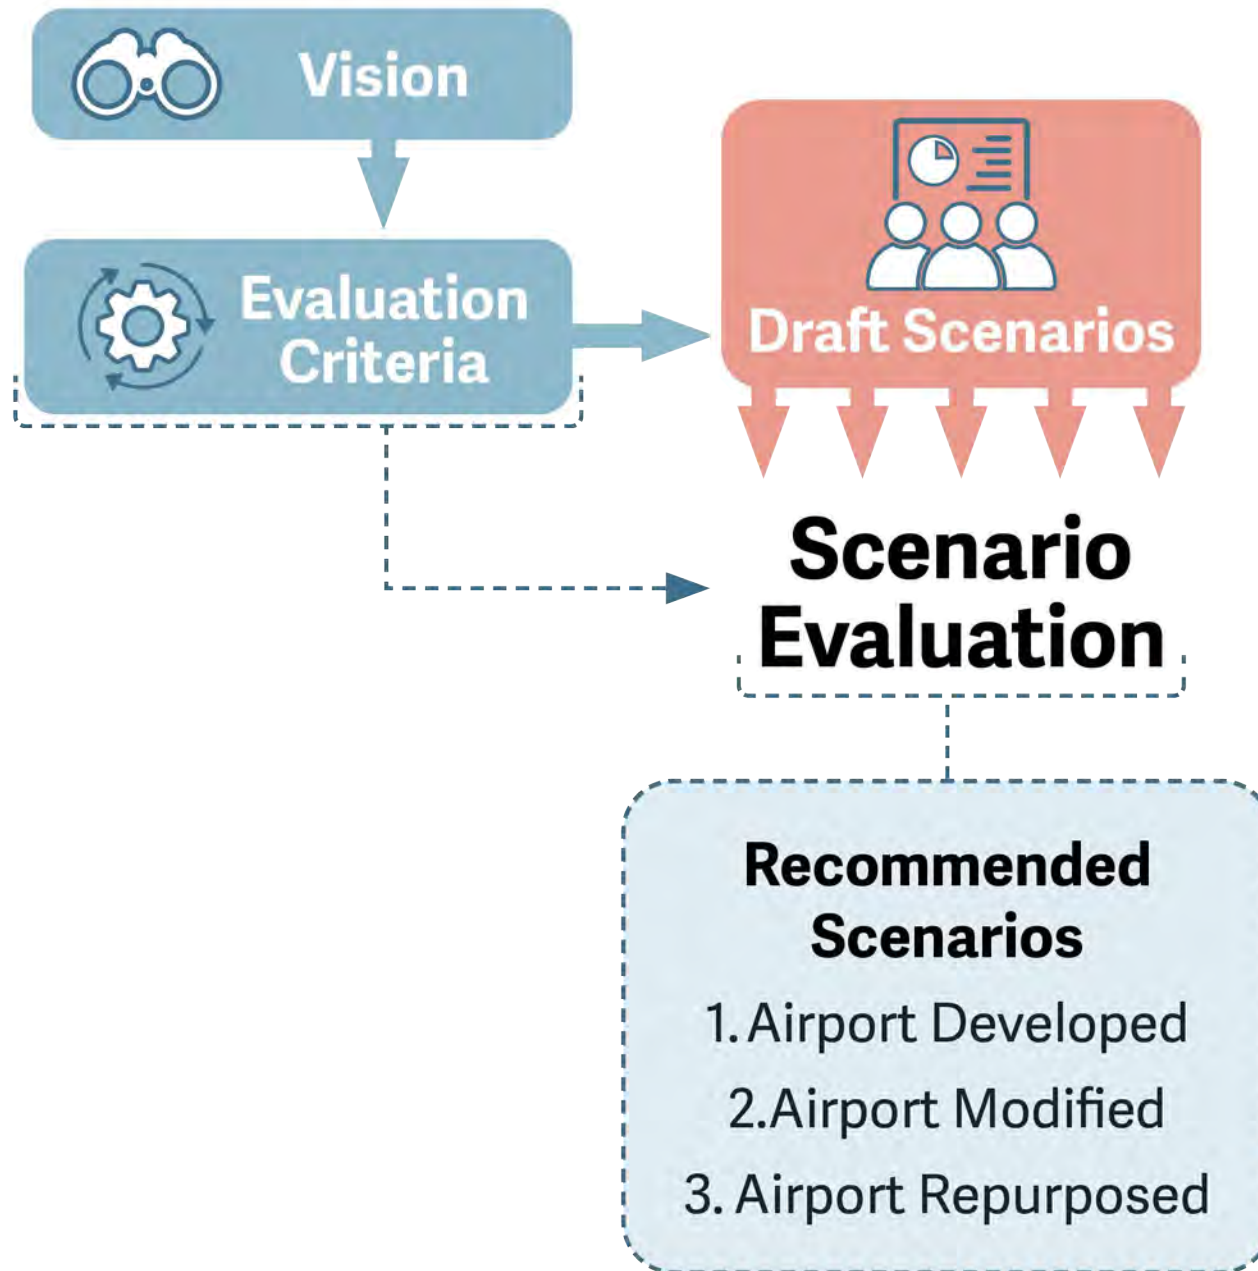 Vision
Evaluation
Criteria
Draft Scenarios
Scenario
Evaluation
Recommended
Scenarios
1. Airport Developed
2.Airport Modified
3. Airport Repurposed